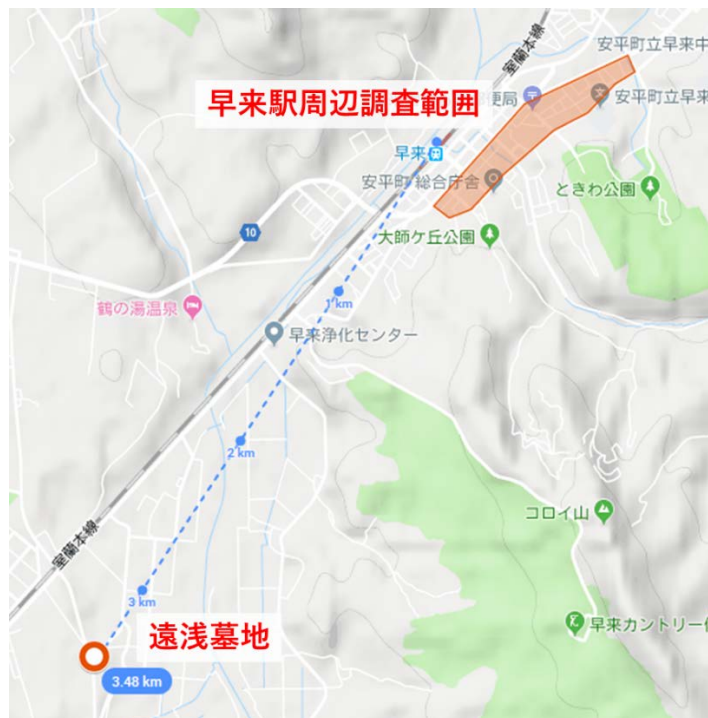 室蘭本線
安平町立早来中
早来駅周辺調査範囲
便局
安平町立早来
早来
安平町 総合庁舎
ときわ公園
10
大師ケ丘公園
1 km
鶴の湯温泉
早来浄化センター
2 km
コロイ山
室蘭本線
3 km
遠浅墓地
早来カントリー
3.48 km